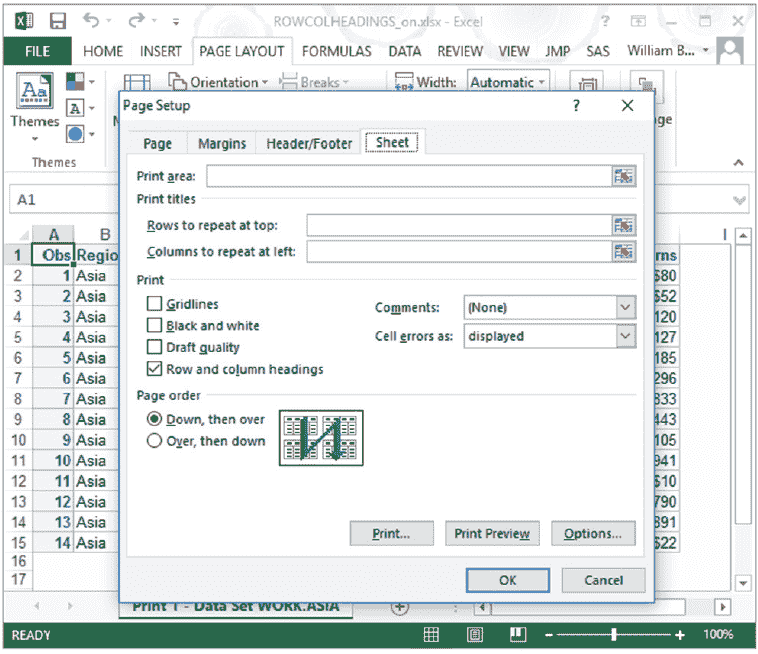 ROWCOLHEADINGS_on.xlsx - Excel
FILE HOME INSERT PAGE LAYOUT FORMULAS DATA REVIEW VIEW JMP SAS William B...
Orientation Breaks Width: Automatic
Themes
Themes
Page Setup ? X
Page Margins Header/Footer Sheet
Print area:
Print titles
Rows to repeat at top:
Columns to repeat at left:
Print
Gridlines
Black and white
Draft quality
Row and column headings
Comments: (None)
Cell errors as: displayed
Page order
Down, then over
Over, then down
Print... Print Preview Options...
OK Cancel
A1
A B I
1 Obs Regio rns
2 1 Asia $80
3 2 Asia $52
4 3 Asia 120
5 4 Asia 127
6 5 Asia 185
7 6 Asia 296
8 7 Asia 833
9 8 Asia 443
10 9 Asia 105
11 10 Asia 941
12 11 Asia $10
13 12 Asia 790
14 13 Asia 891
15 14 Asia $22
16
17
Print 1 - Data Set WORK.ASIA
READY 100%